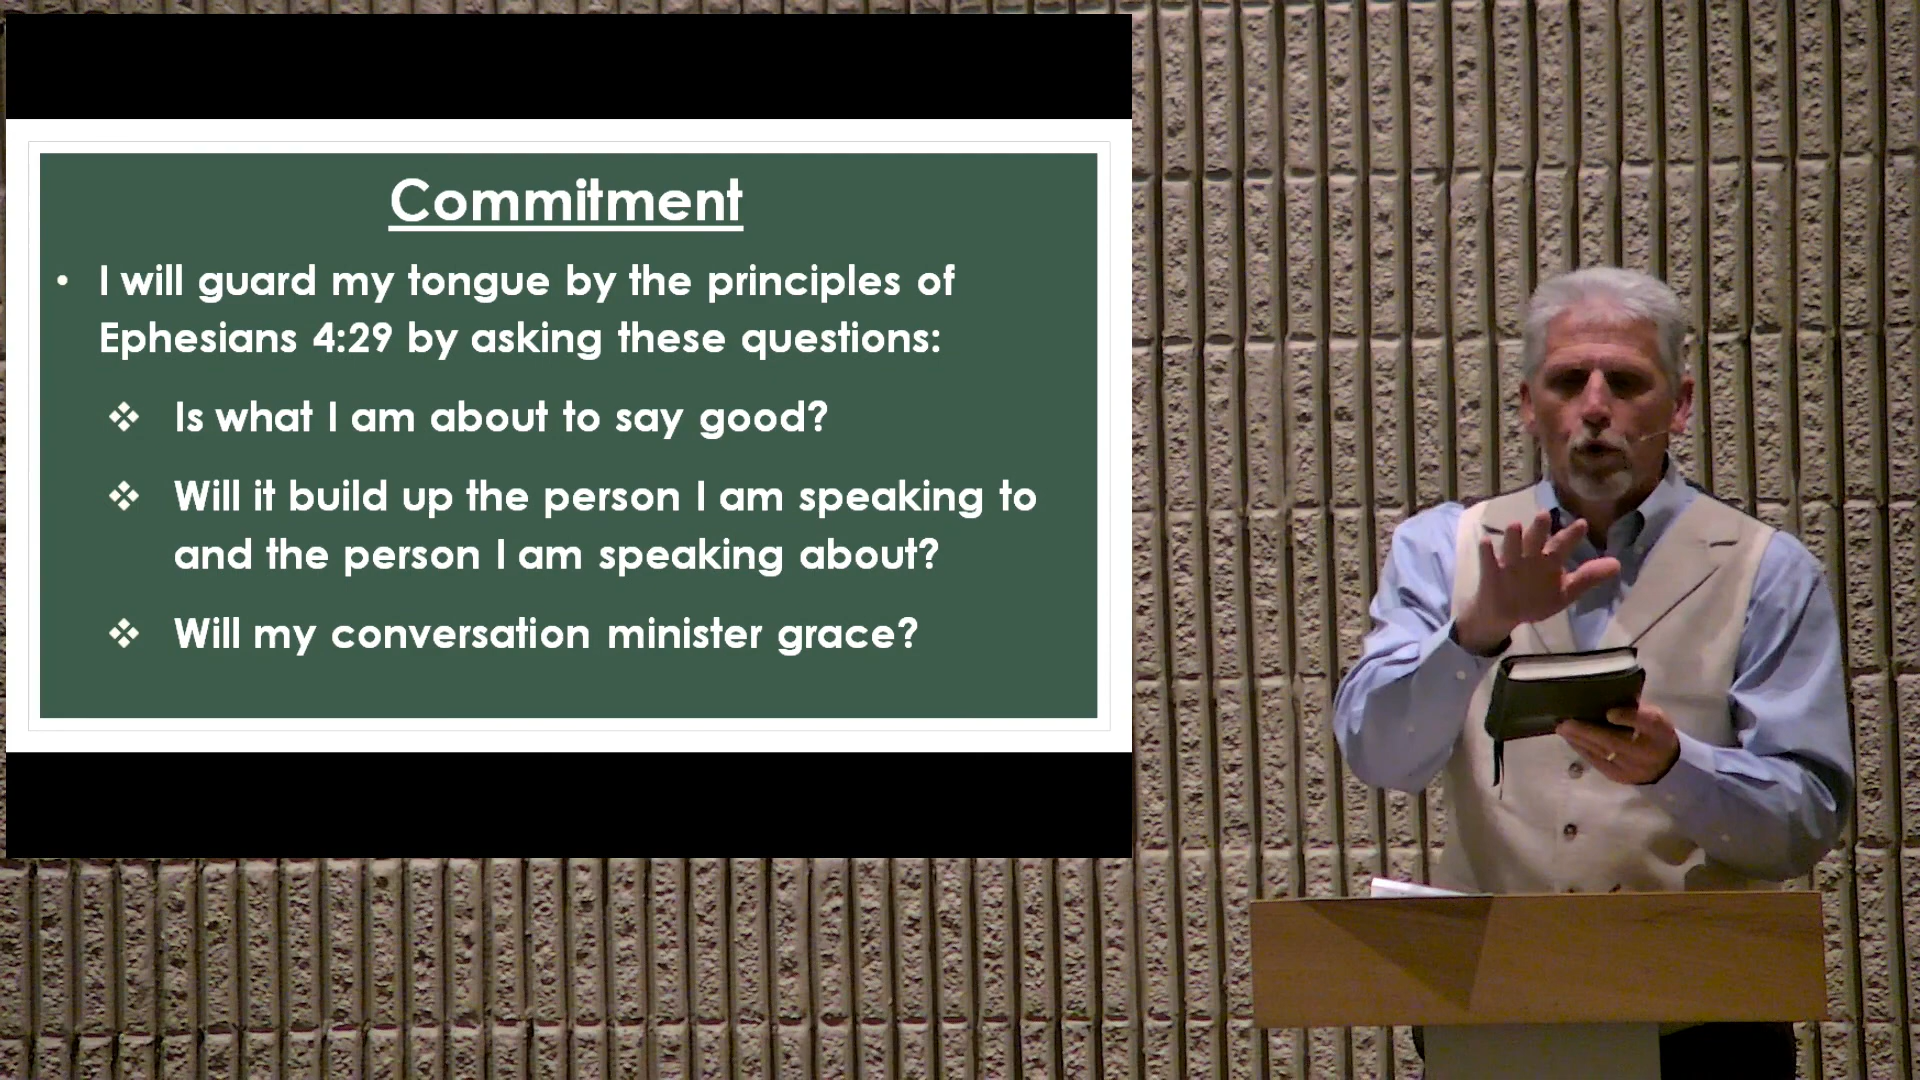 Commitment
• I will guard my tongue by the principles of
Ephesians 4:29 by asking these questions:
❖ Is what I am about to say good?
❖ Will it build up the person I am speaking to
and the person I am speaking about?
❖ Will my conversation minister grace?